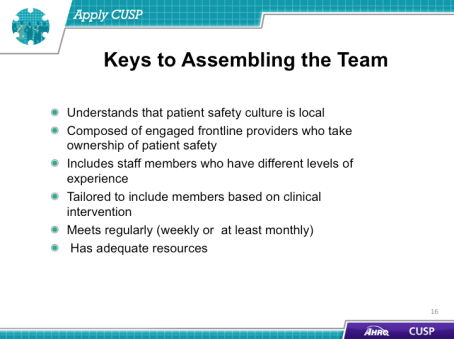 Apply CUSP
Keys to Assembling the Team
Understands that patient safety culture is local
Composed of engaged frontline providers who take
ownership of patient safety
Includes staff members who have different levels of
experience
Tailored to include members based on clinical
intervention
Meets regularly (weekly or  at least monthly)
Has adequate resources
16
AHRQ
CUSP